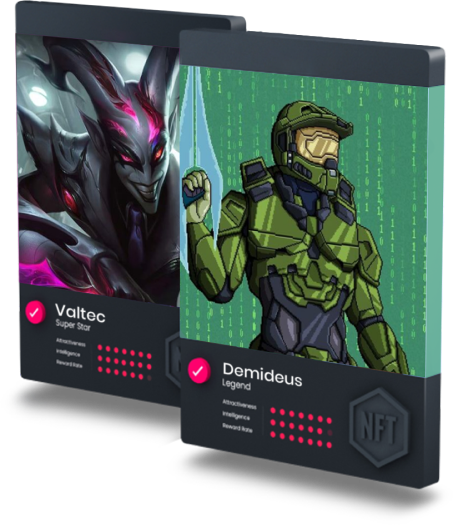 Valtec
Super Star
Attractiveness
Intelligence
Reward Rate
Demideus
Legend
Attractiveness
Intelligence
Reward Rate
NFT